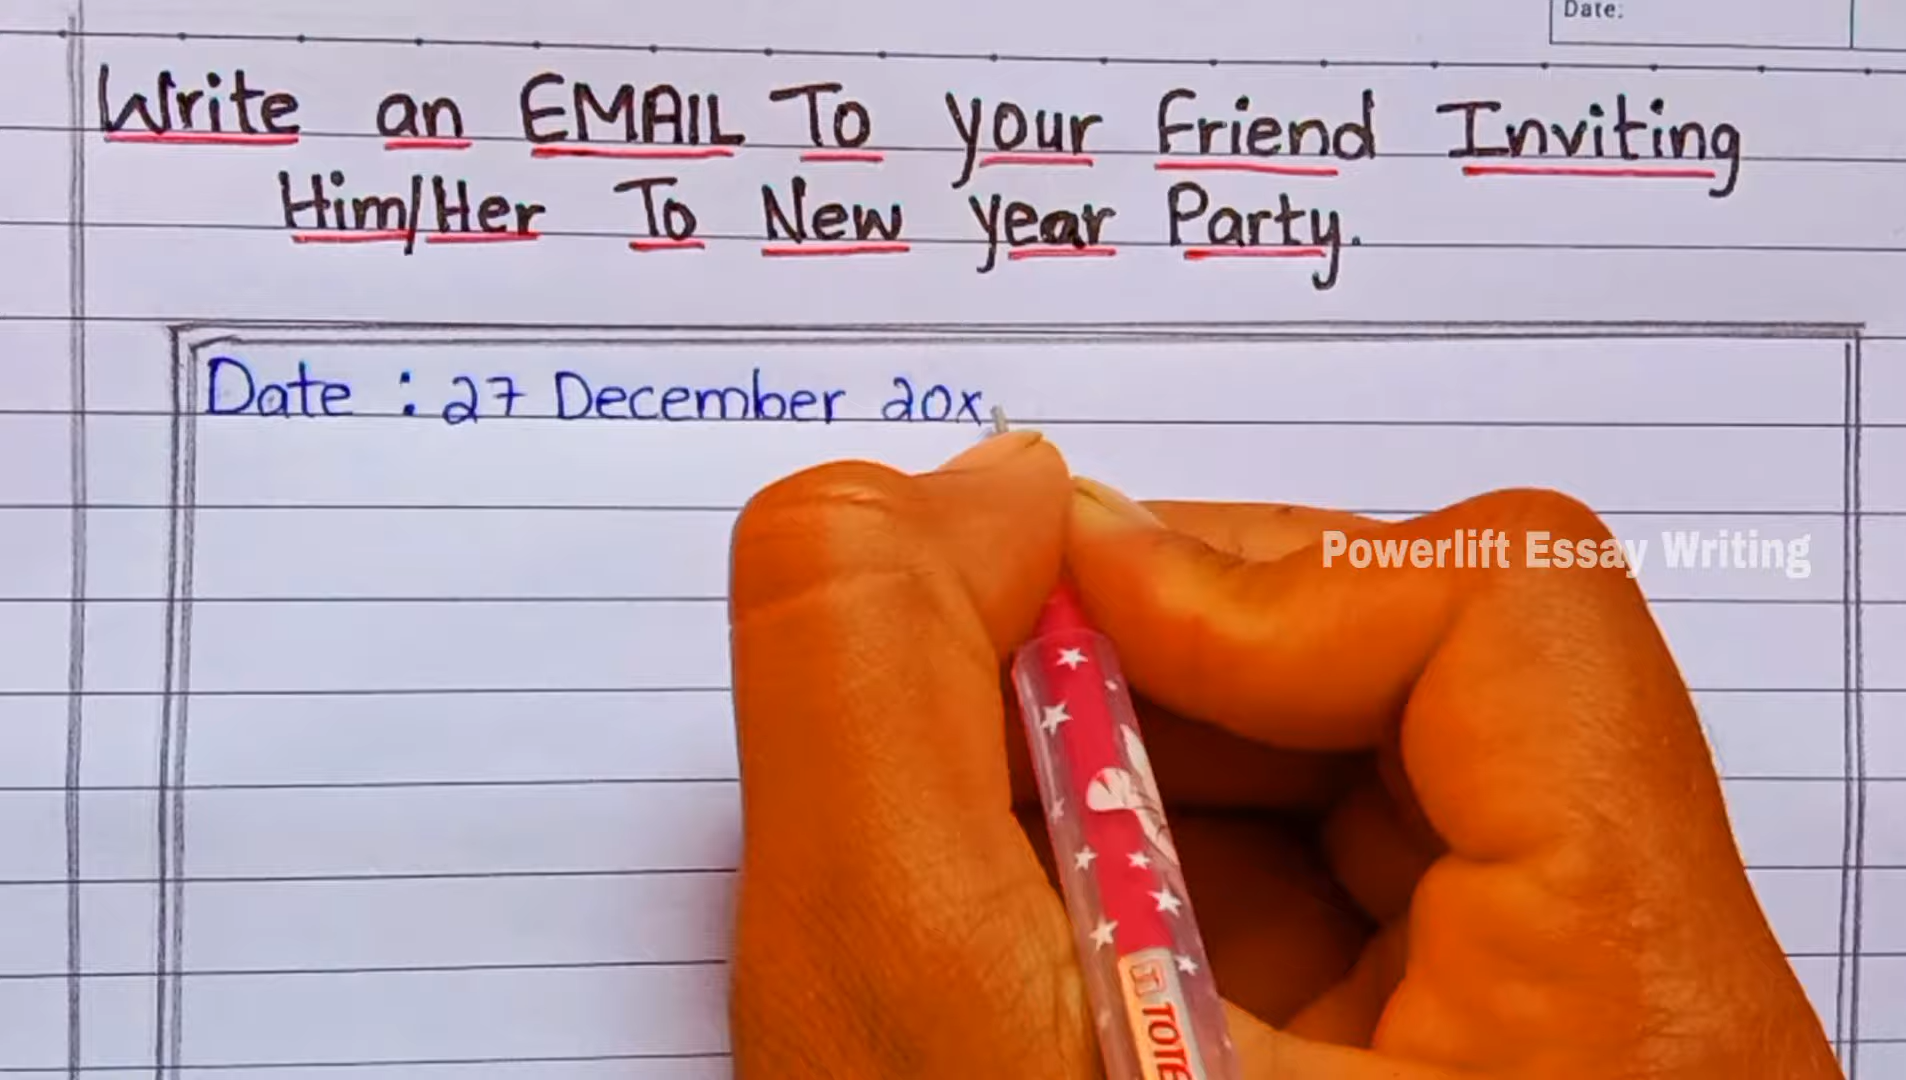 Date:
Write an EMAIL To your Friend Inviting
Him/Her To New year Party.
Date : 27 December 20x
Powerlift Essay Writing
TOTE